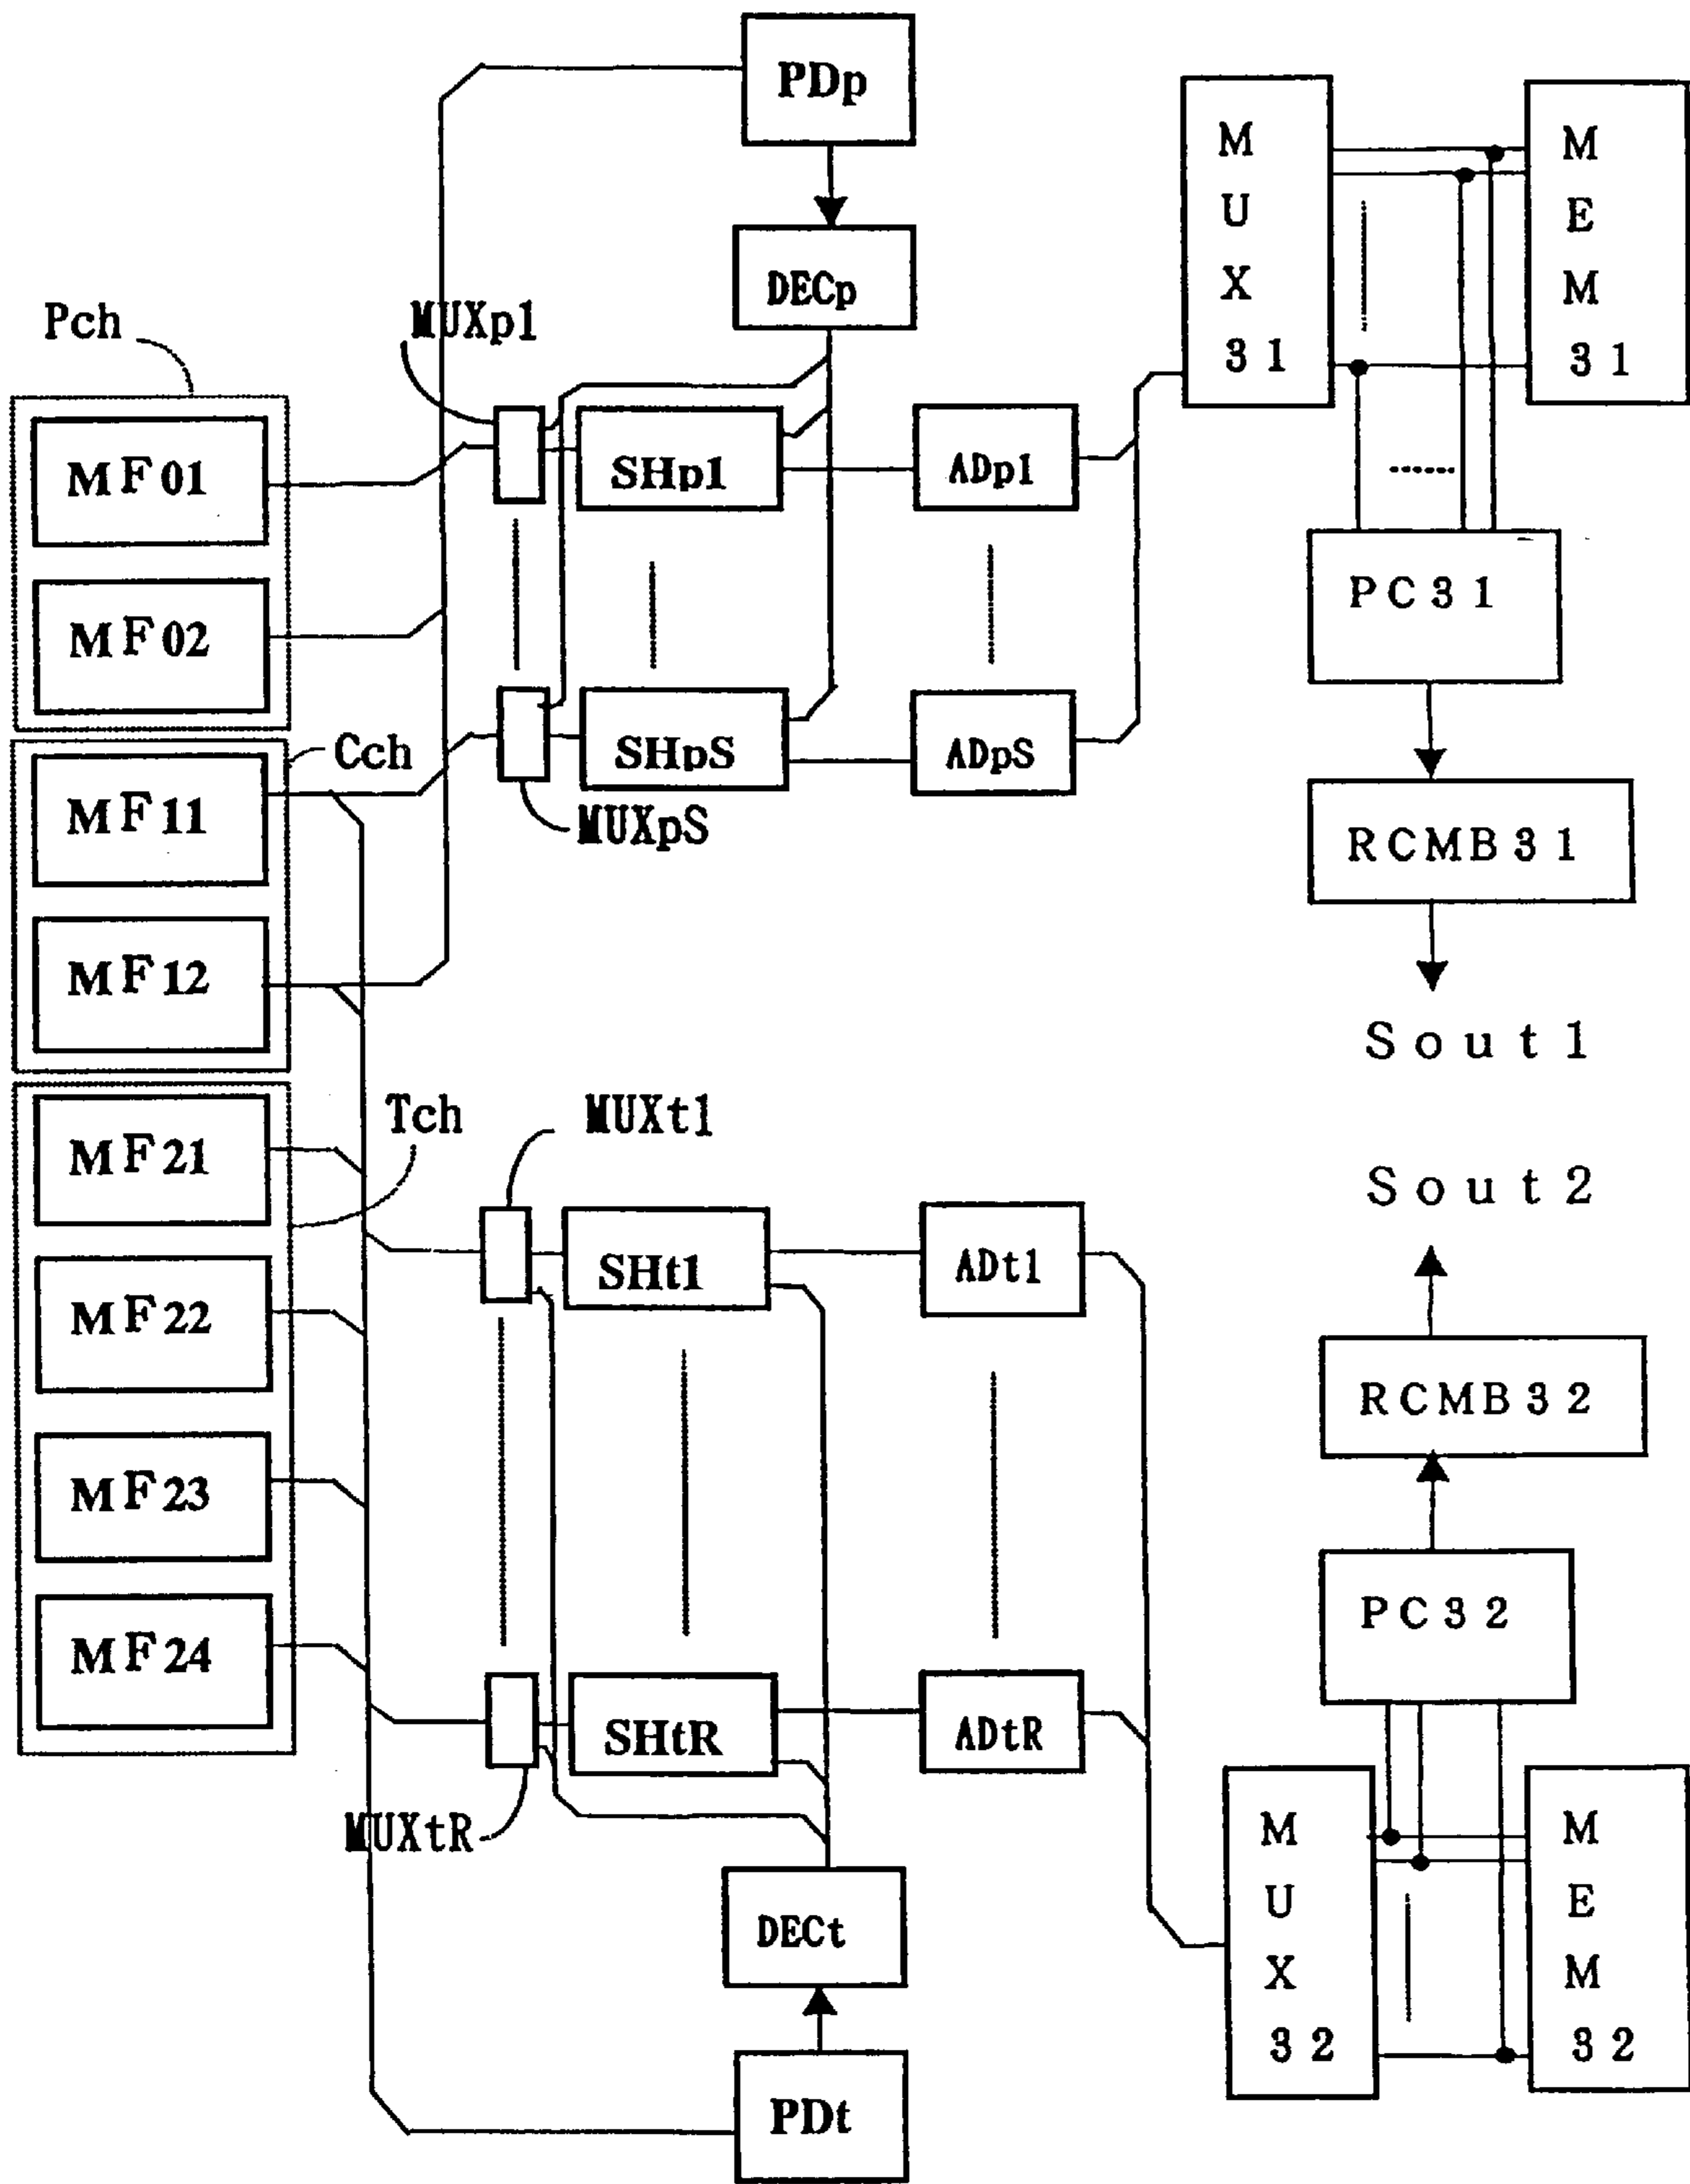 PDp
DECp
Pch
MUXp1
MF01
SHp1
ADp1
MF02
MF11
Cch
SHpS
ADpS
MUXpS
MF12
MUX31
MEM31
PC31
RCMB31
Sout1
Tch
MUXt1
MF21
SHt1
ADt1
MF22
MF23
MF24
SHtR
ADtR
MUXtR
DECt
PDt
Sout2
RCMB32
PC32
MUX32
MEM32